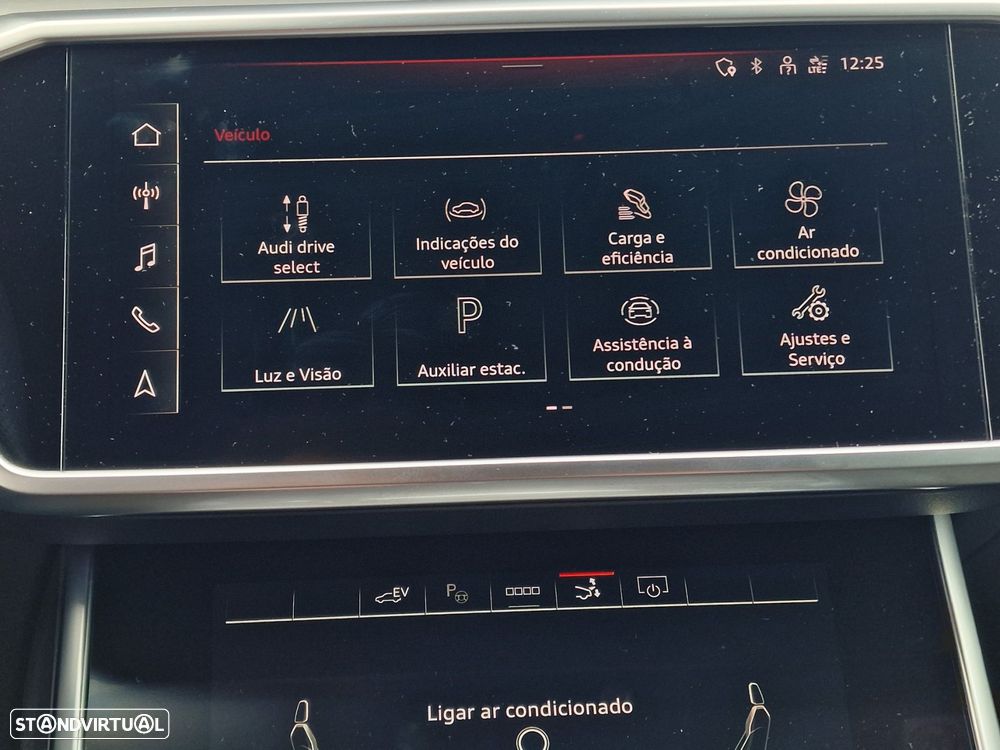 LTE
12:25
Veículo
Audi drive
select
Indicações do
veículo
Carga e
eficiência
Ar
condicionado
Luz e Visão
P
Auxiliar estac.
Assistência à
condução
Ajustes e
Serviço
EV
P
Ligar ar condicionado
STANDVIRTUAL